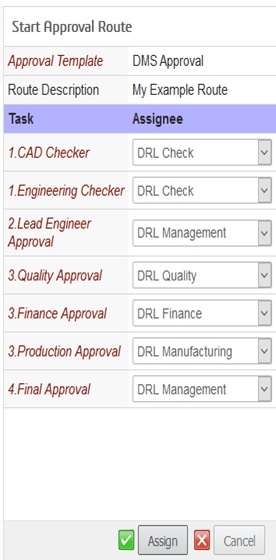 Start Approval Route
Approval Template DMS Approval
Route Description My Example Route
Task Assignee
1.CAD Checker DRL Check
1.Engineering Checker DRL Check
2.Lead Engineer
Approval DRL Management
3.Quality Approval DRL Quality
3.Finance Approval DRL Finance
3.Production Approval DRL Manufacturing
4.Final Approval DRL Management
Assign Cancel